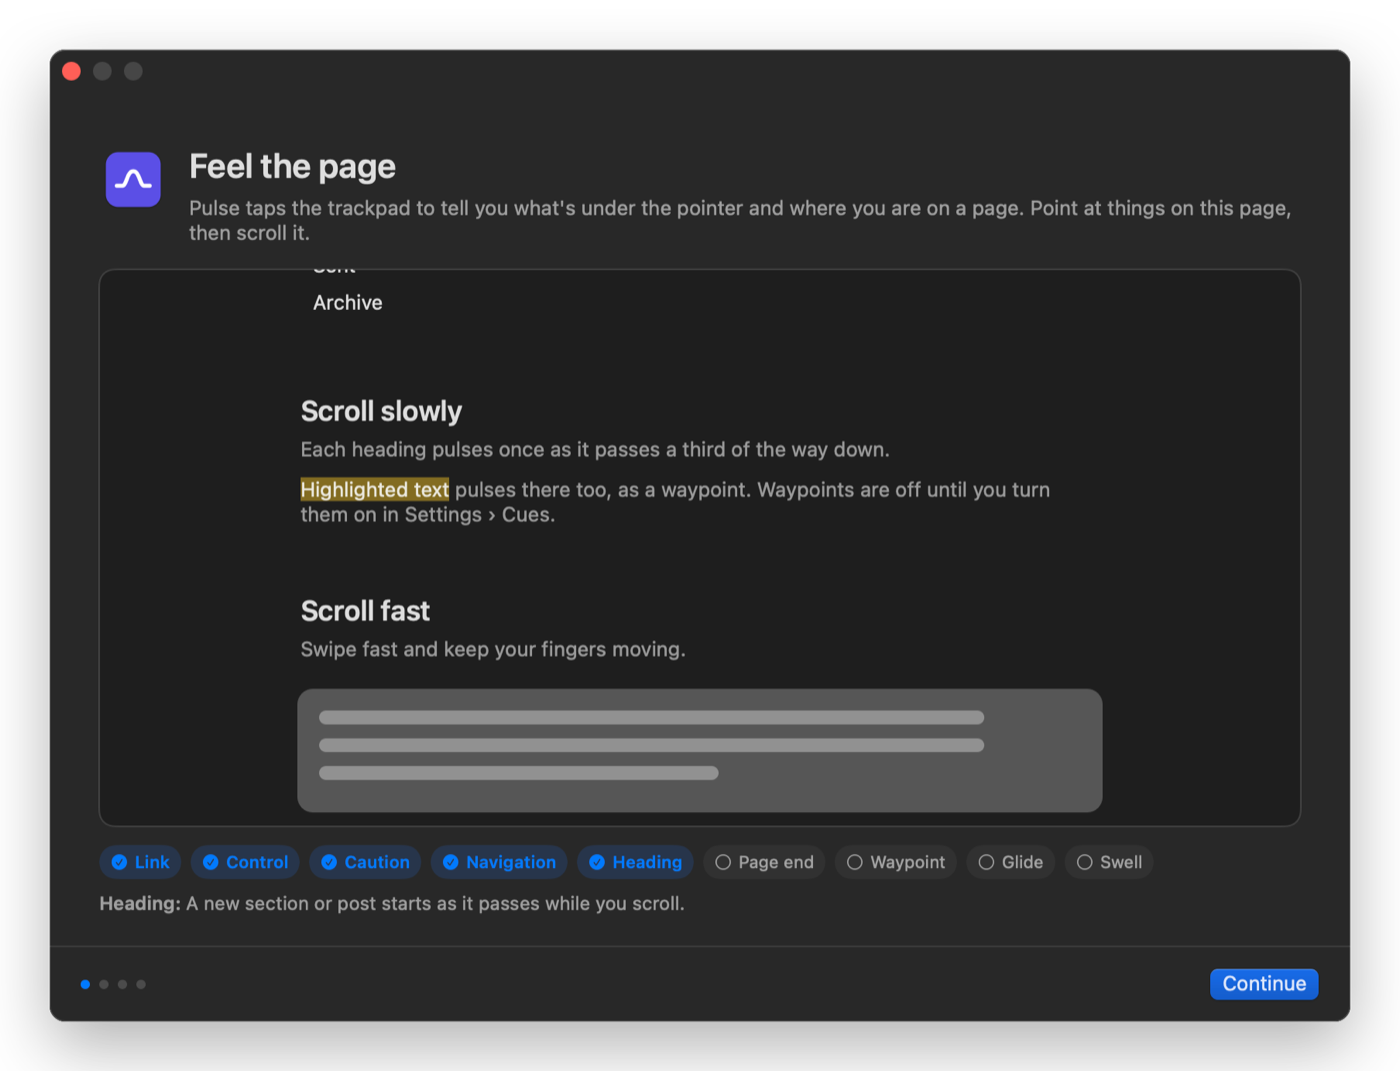 Feel the page
Pulse taps the trackpad to tell you what's under the pointer and where you are on a page. Point at things on this page,
then scroll it.
Archive
Scroll slowly
Each heading pulses once as it passes a third of the way down.
Highlighted text pulses there too, as a waypoint. Waypoints are off until you turn
them on in Settings › Cues.
Scroll fast
Swipe fast and keep your fingers moving.
Link Control Caution Navigation Heading Page end Waypoint Glide Swell
Heading: A new section or post starts as it passes while you scroll.
Continue